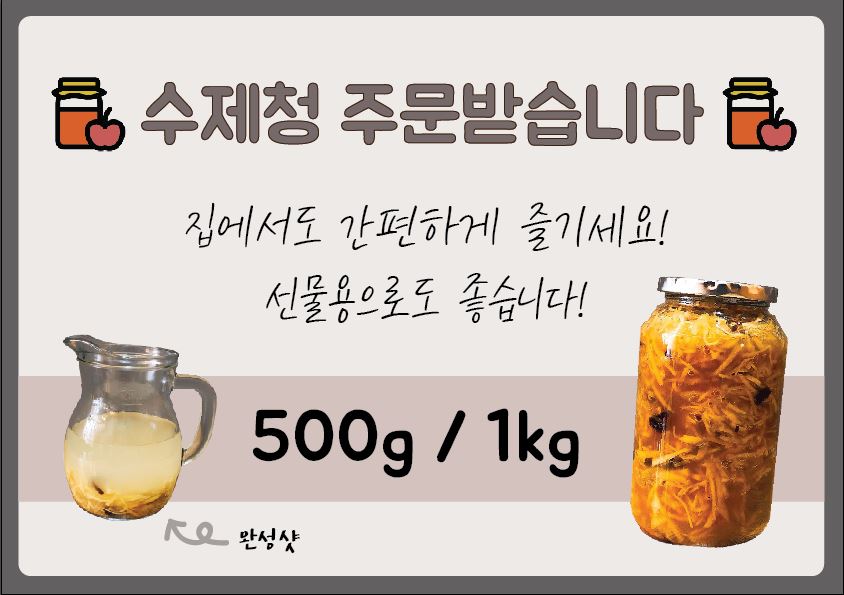 수제청 주문받습니다
집에서도 간편하게 즐기세요!
선물용으로도 좋습니다!
500g / 1kg
완성샷